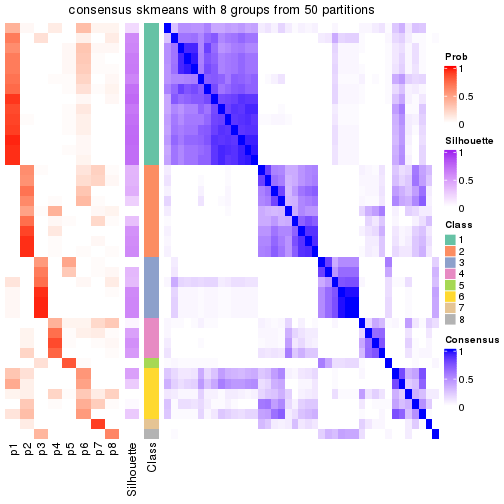 consensus skmeans with 8 groups from 50 partitions
Prob
1
0.5
0
Silhouette
1
0.5
0
Class
1
2
3
4
5
6
7
8
Consensus
1
0.5
0
p1
p2
p3
p4
p5
p6
p7
p8
Silhouette
Class